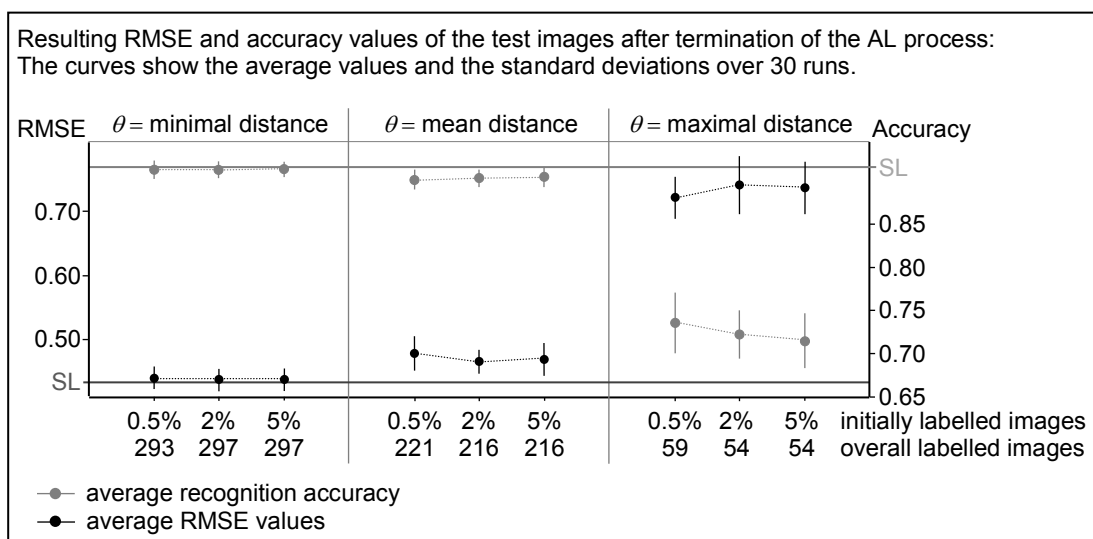 Resulting RMSE and accuracy values of the test images after termination of the AL process:
The curves show the average values and the standard deviations over 30 runs.
RMSE θ = minimal distance θ = mean distance θ = maximal distance Accuracy
SL
0.70
0.85
0.60
0.80
0.75
0.50
0.70
SL
0.65
0.5% 2% 5% 0.5% 2% 5% 0.5% 2% 5% initially labelled images
293 297 297 221 216 216 59 54 54 overall labelled images
average recognition accuracy
average RMSE values